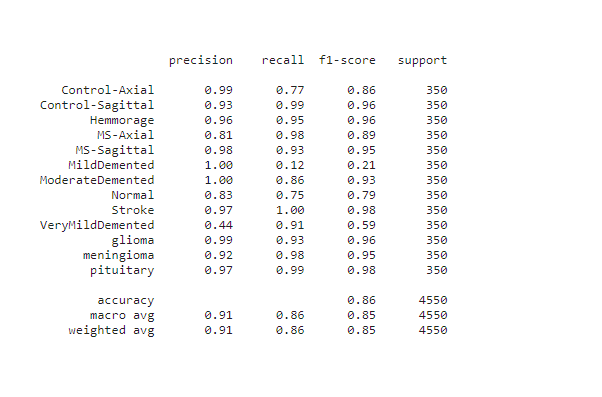 precision recall f1-score support
Control-Axial 0.99 0.77 0.86 350
Control-Sagittal 0.93 0.99 0.96 350
Hemmorage 0.96 0.95 0.96 350
MS-Axial 0.81 0.98 0.89 350
MS-Sagittal 0.98 0.93 0.95 350
MildDemented 1.00 0.12 0.21 350
ModerateDemented 1.00 0.86 0.93 350
Normal 0.83 0.75 0.79 350
Stroke 0.97 1.00 0.98 350
VeryMildDemented 0.44 0.91 0.59 350
glioma 0.99 0.93 0.96 350
meningioma 0.92 0.98 0.95 350
pituitary 0.97 0.99 0.98 350
accuracy 0.86 4550
macro avg 0.91 0.86 0.85 4550
weighted avg 0.91 0.86 0.85 4550